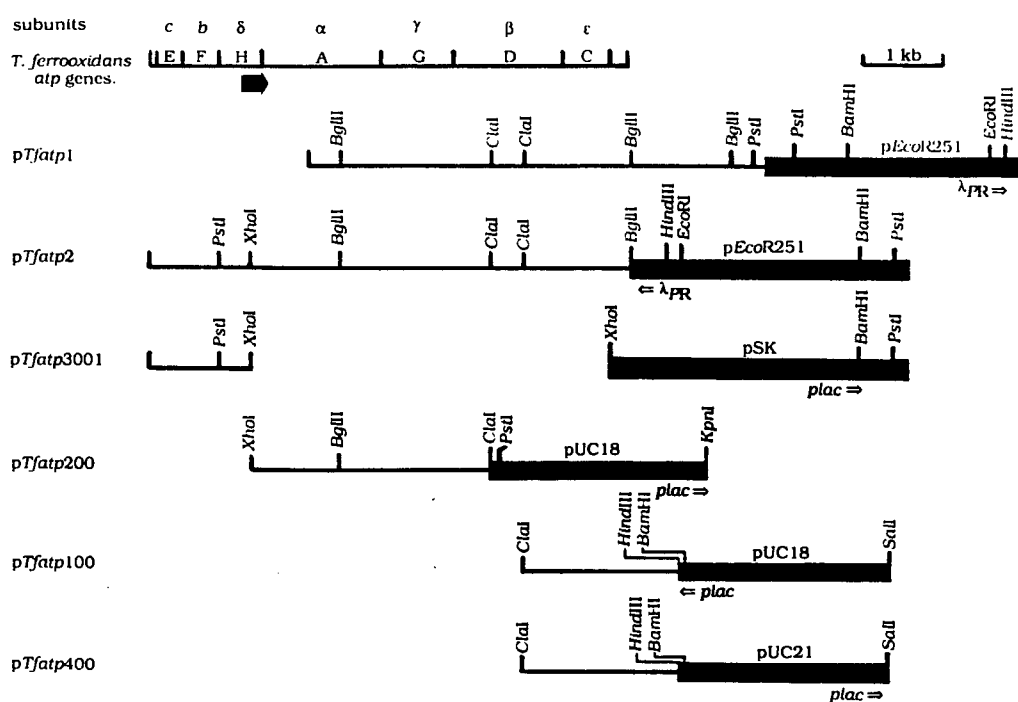 subunits c b δ α γ β ε
T. ferrooxidans atp genes. E F H A G D C 1 kb
pTfatp1 BglII ClaI ClaI BglII BglII PstI PstI BamHI EcoRI HindIII
pEcoR251
λPR ⇒
pTfatp2 PstI XhoI BglII ClaI ClaI BglII HindIII EcoRI BamHI PstI
pEcoR251
⇐ λPR
pTfatp3001 PstI XhoI XhoI BamHI PstI
pSK
plac ⇒
pTfatp200 XhoI BglII ClaI PstI KpnI
pUC18
plac ⇒
pTfatp100 ClaI HindIII BamHI SalI
pUC18
⇐ plac
pTfatp400 ClaI HindIII BamHI SalI
pUC21
plac ⇒